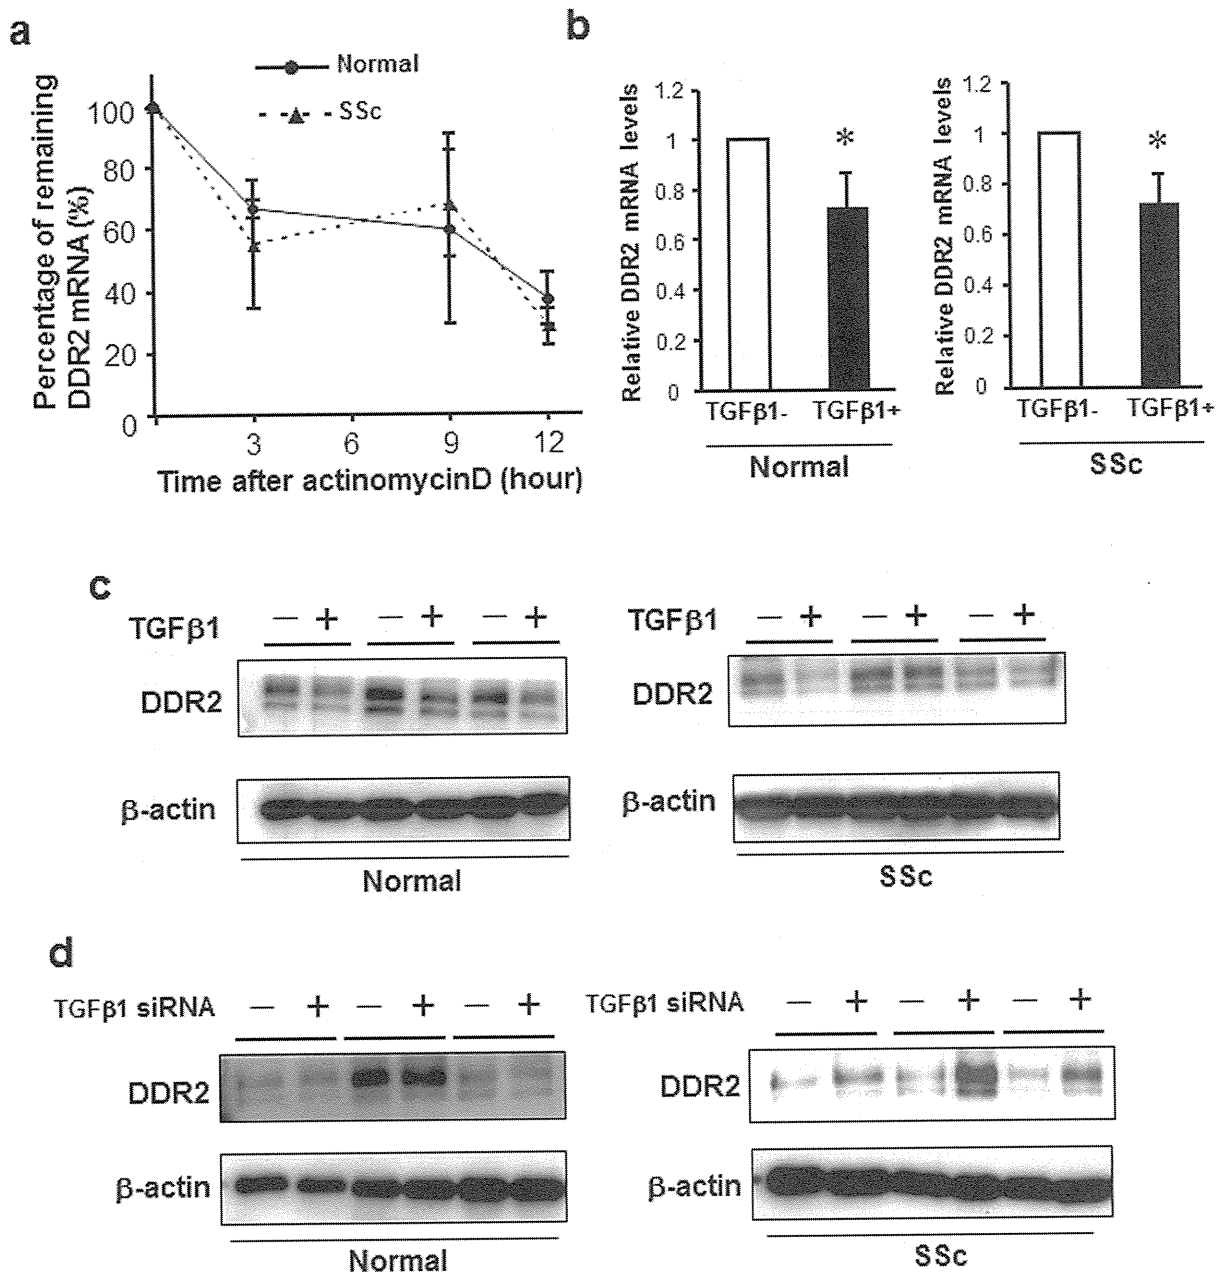 a
Normal
SSc
Percentage of remaining
DDR2 mRNA (%)
100
80
60
40
20
0
3
6
9
12
Time after actinomycinD (hour)
b
Relative DDR2 mRNA levels
1.2
1
0.8
0.6
0.4
0.2
0
*
TGFβ1-
TGFβ1+
Normal
Relative DDR2 mRNA levels
1.2
1
0.8
0.6
0.4
0.2
0
*
TGFβ1-
TGFβ1+
SSc
c
TGFβ1 − + − + − +
DDR2
β-actin
Normal
TGFβ1 − + − + − +
DDR2
β-actin
SSc
d
TGFβ1 siRNA − + − + − +
DDR2
β-actin
Normal
TGFβ1 siRNA − + − + − +
DDR2
β-actin
SSc